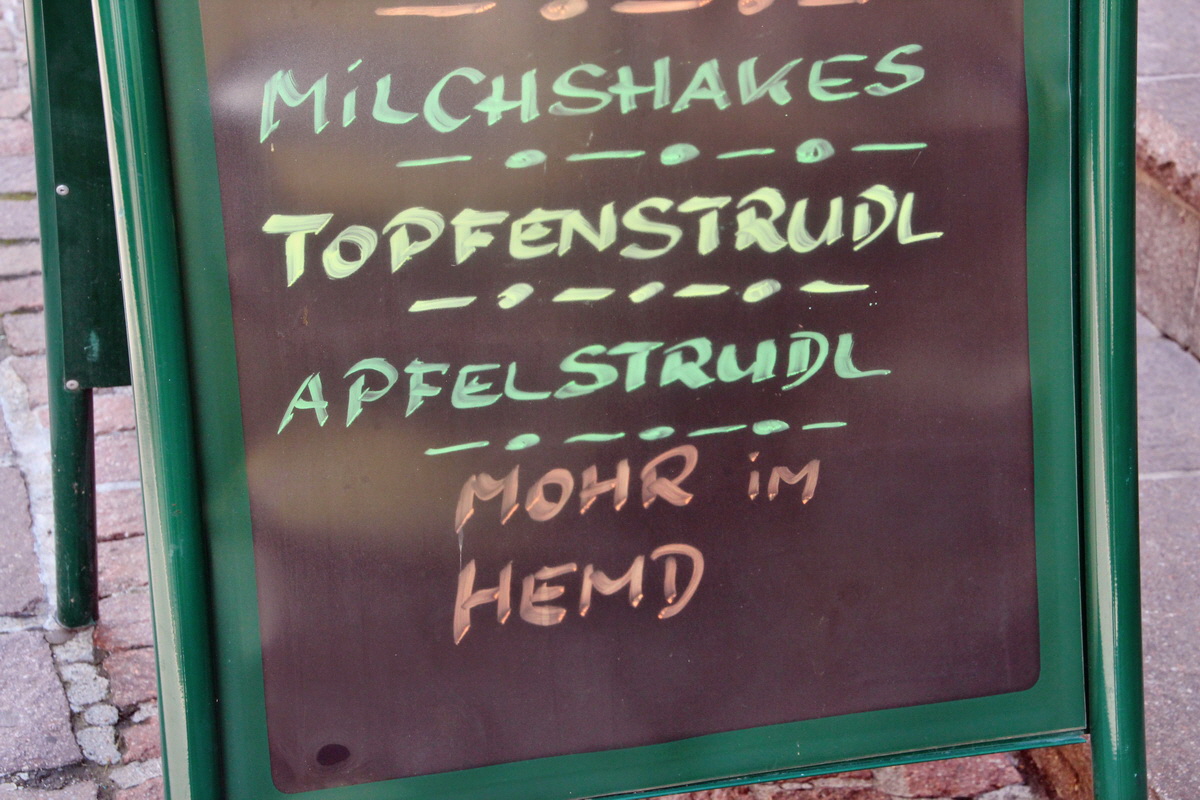 MiLCHSHAKES
TOPFENSTRUDL
APFELSTRUDL
MOHR iM
HEMD